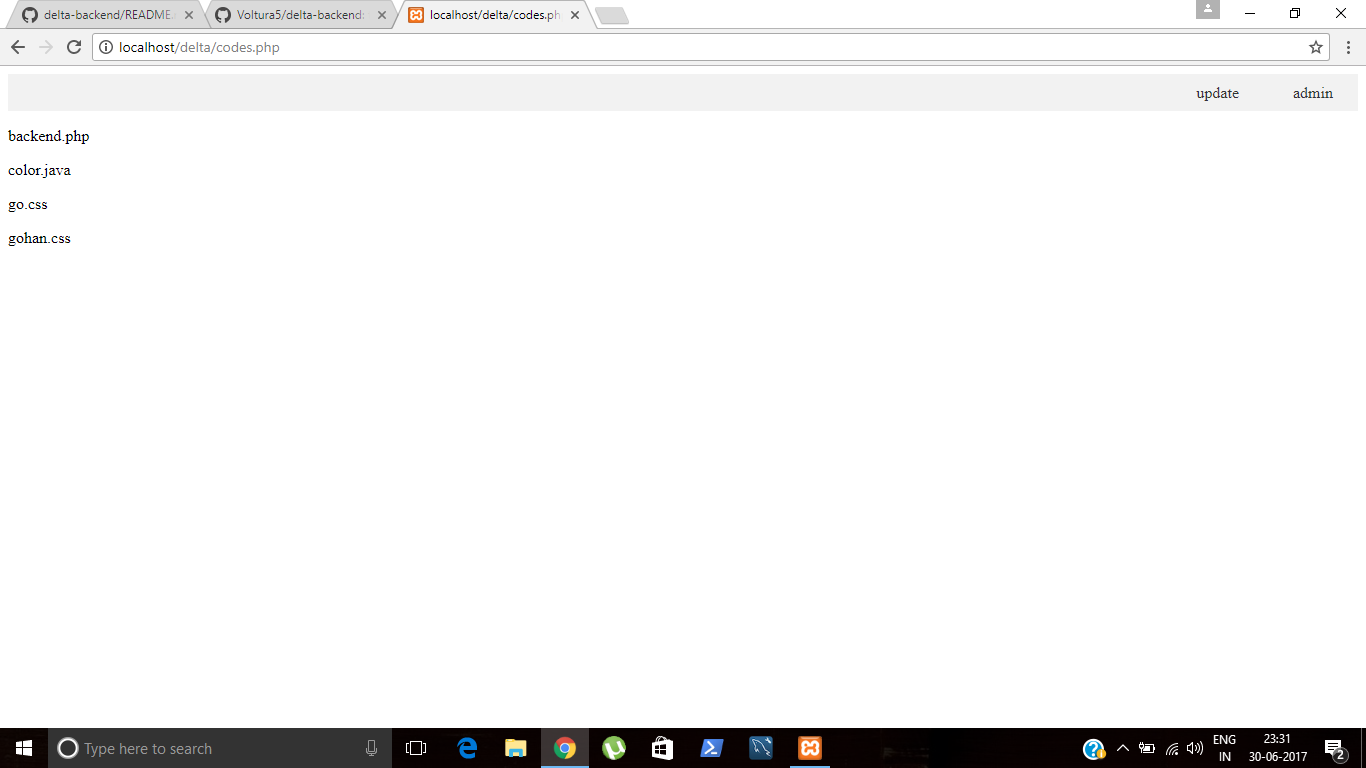 delta-backend/README.
Voltura5/delta-backend
localhost/delta/codes.ph
localhost/delta/codes.php
update admin
backend.php
color.java
go.css
gohan.css
Type here to search
ENG
IN
23:31
30-06-2017
2